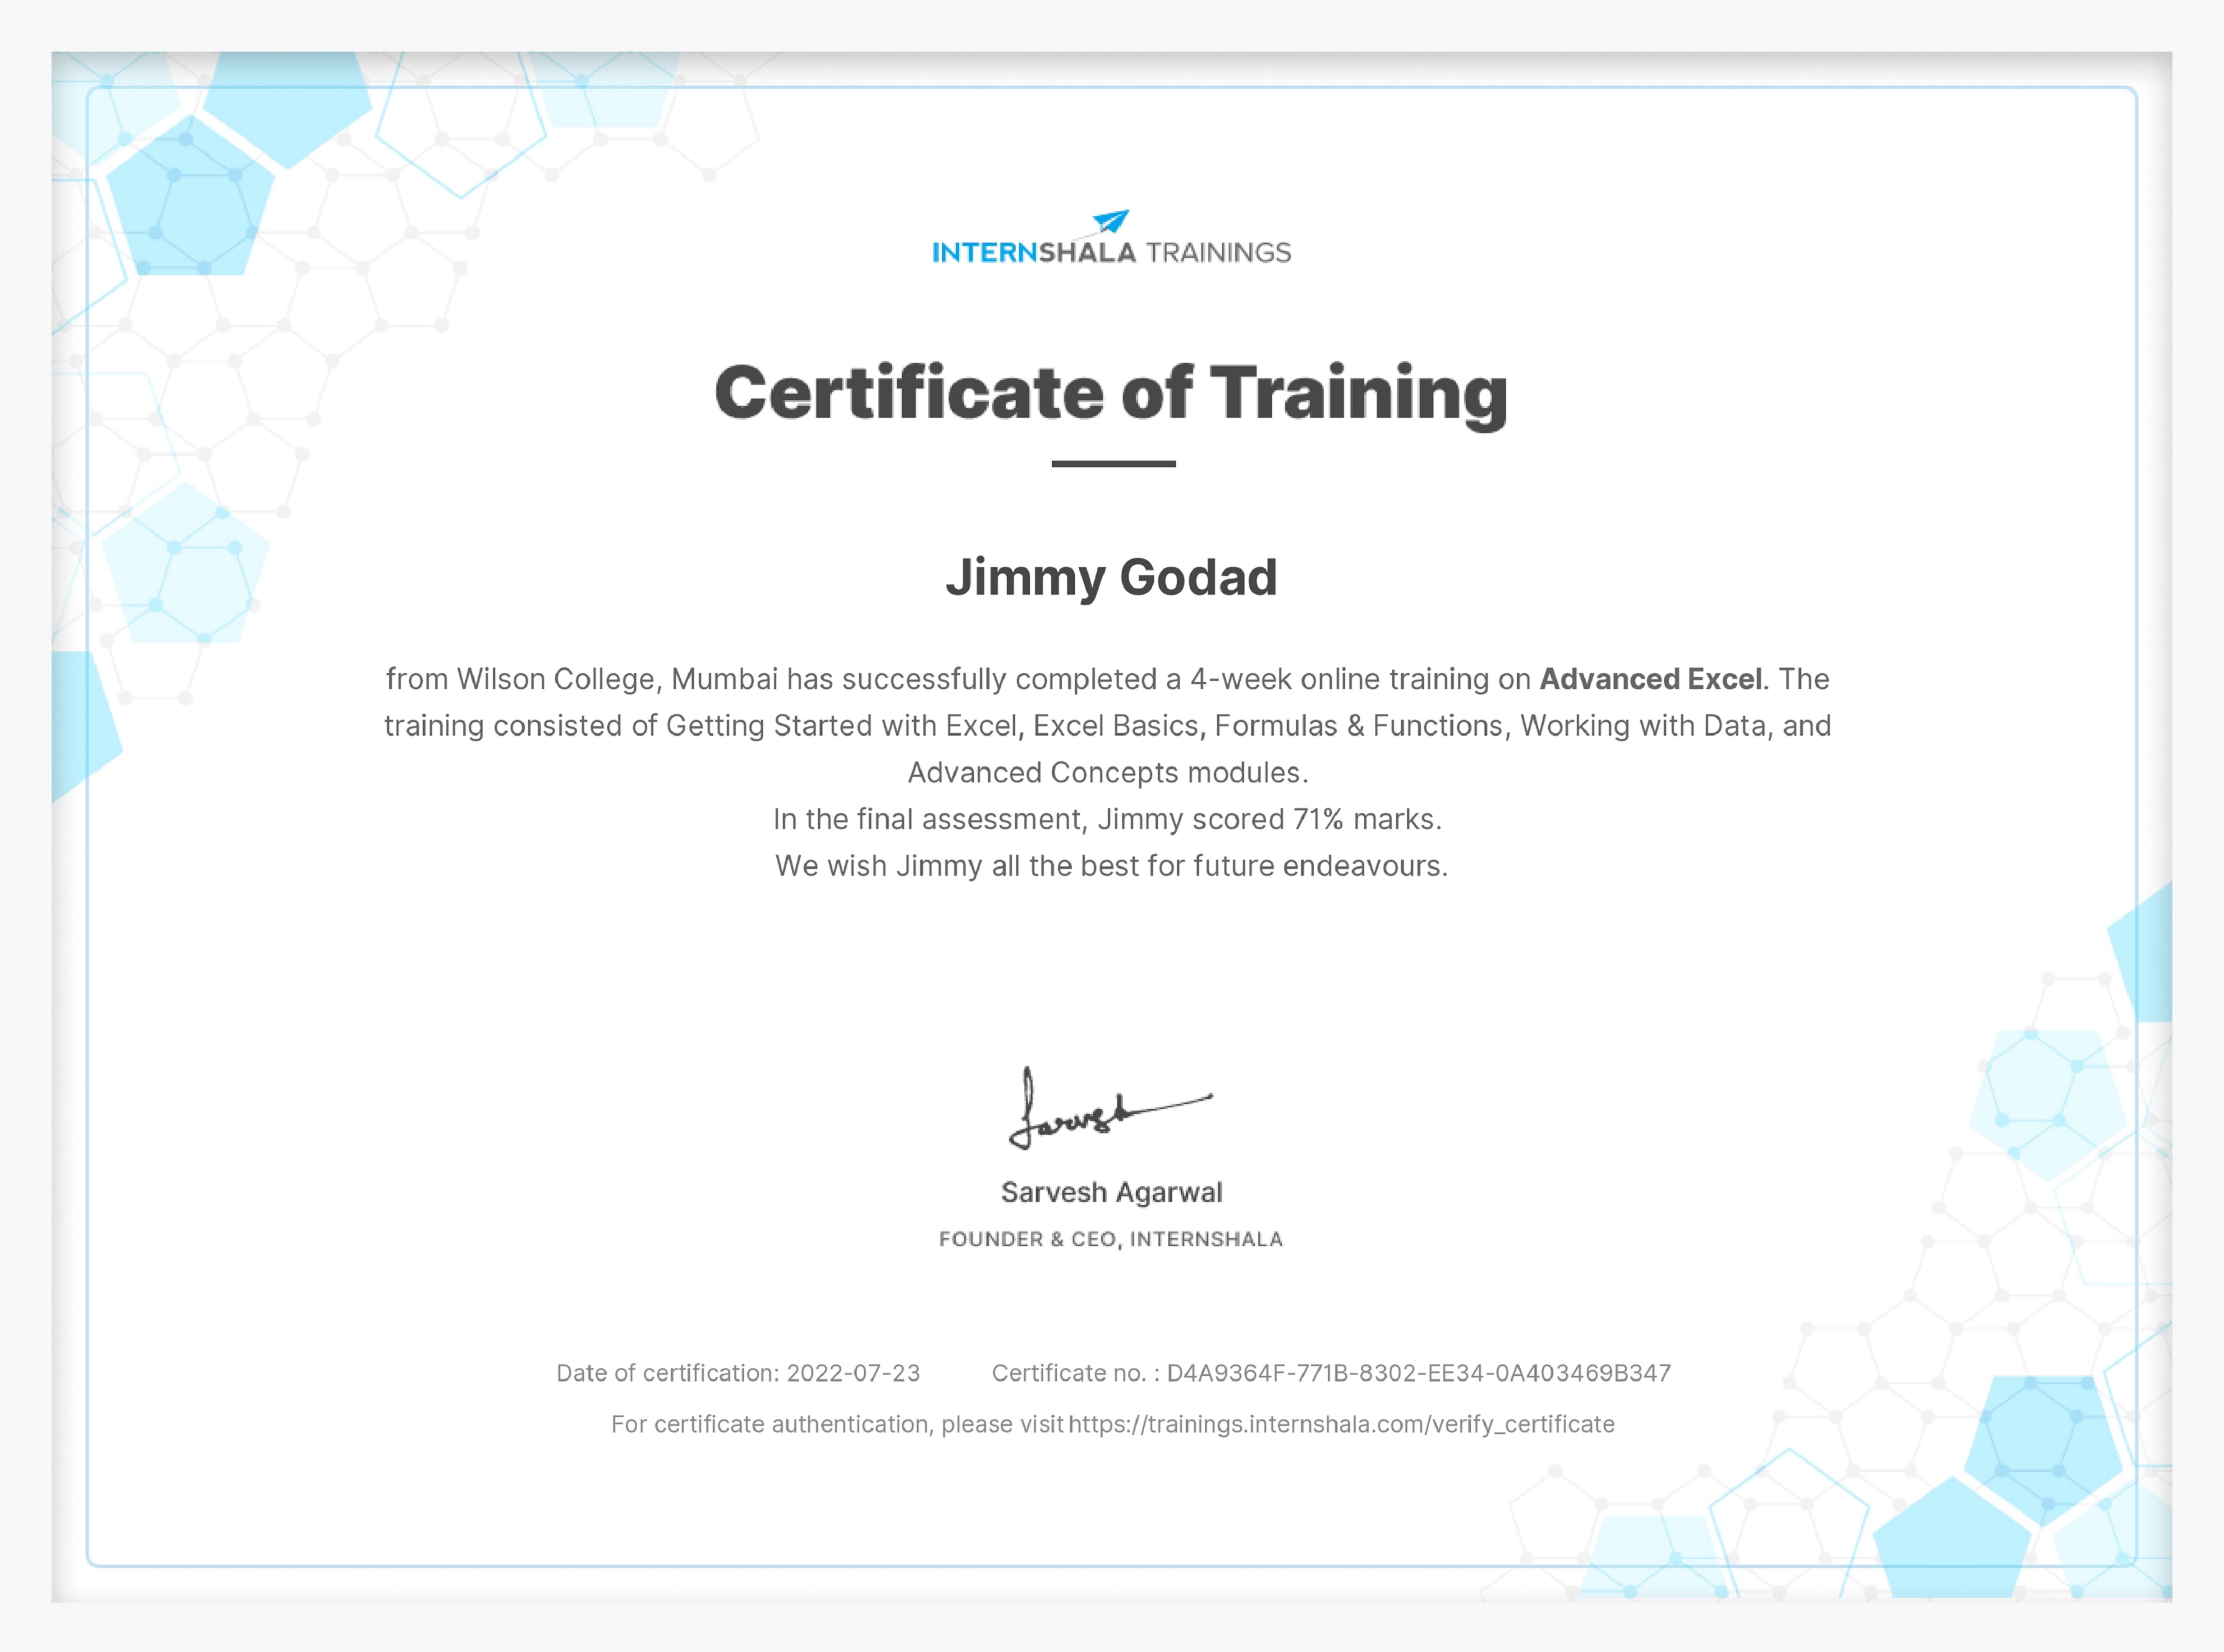 INTERNSHALA TRAININGS
Certificate of Training
Jimmy Godad
from Wilson College, Mumbai has successfully completed a 4-week online training on Advanced Excel. The
training consisted of Getting Started with Excel, Excel Basics, Formulas & Functions, Working with Data, and
Advanced Concepts modules.
In the final assessment, Jimmy scored 71% marks.
We wish Jimmy all the best for future endeavours.
Sarvesh
Sarvesh Agarwal
FOUNDER & CEO, INTERNSHALA
Date of certification: 2022-07-23 Certificate no. : D4A9364F-771B-8302-EE34-0A403469B347
For certificate authentication, please visit https://trainings.internshala.com/verify_certificate